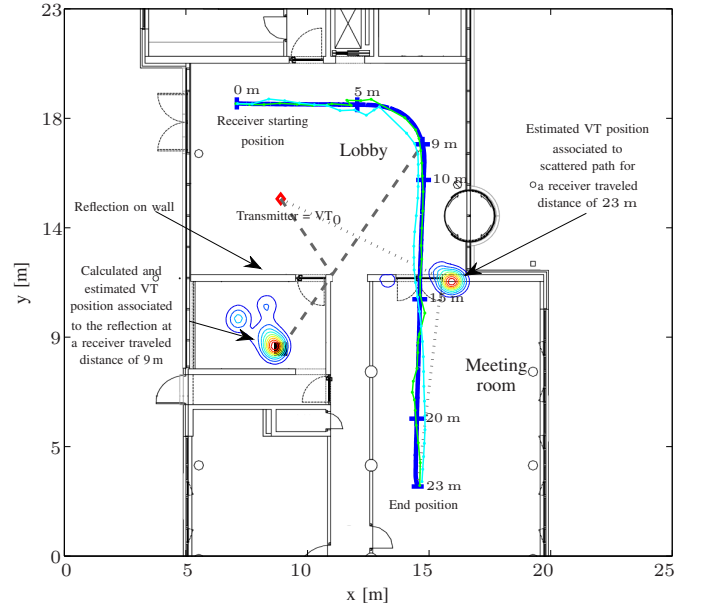 23
18
14
9
5
0
y [m]
0
5
10
15
20
25
x [m]
0 m
5 m
9 m
10 m
15 m
20 m
23 m
Receiver starting
position
Lobby
Estimated VT position
associated to
scattered path for
a receiver traveled
distance of 23 m
Transmitter = VT0
Reflection on wall
Calculated and
estimated VT
position associated
to the reflection at
a receiver traveled
distance of 9 m
Meeting
room
End position